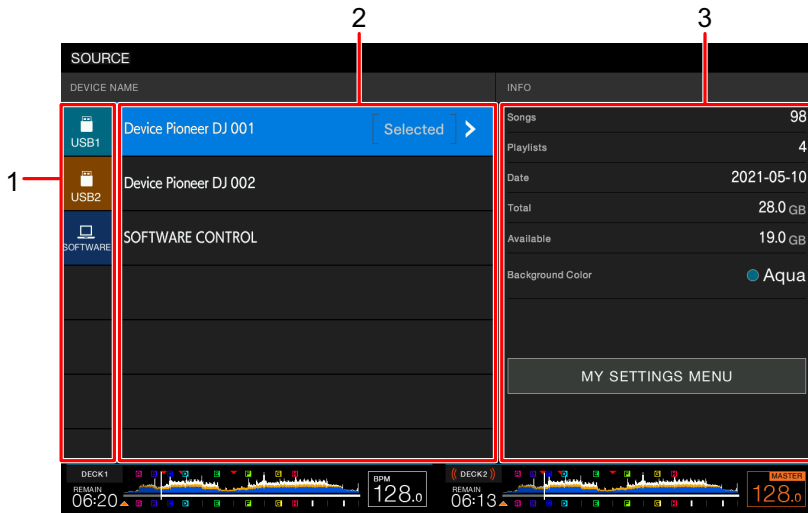 2
3
SOURCE
DEVICE NAME
INFO
1
USB1
Device Pioneer DJ 001
Selected
Songs
98
Playlists
4
USB2
Device Pioneer DJ 002
Date
2021-05-10
Total
28.0 GB
SOFTWARE
SOFTWARE CONTROL
Available
19.0 GB
Background Color
Aqua
MY SETTINGS MENU
DECK1
REMAIN
06:20
BPM
128.0
DECK2
REMAIN
06:13
MASTER
128.0